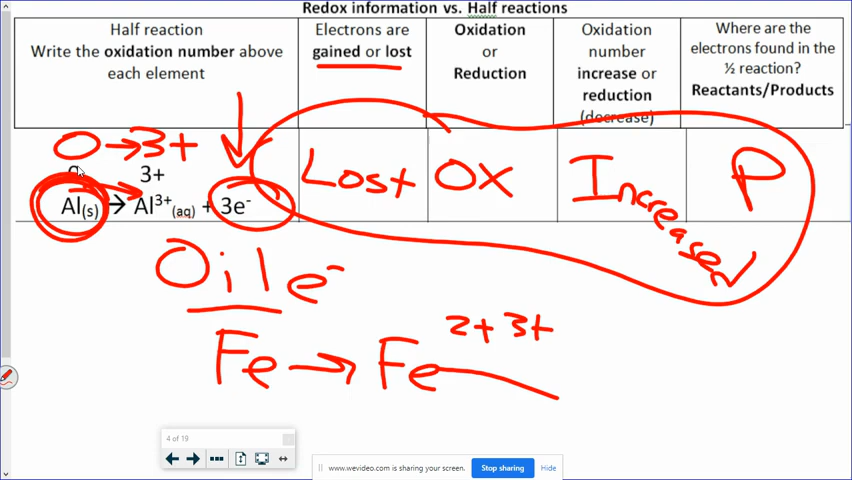 Redox information vs. Half reactions
Half reaction
Write the oxidation number above
each element
Electrons are
gained or lost
Oxidation
or
Reduction
Oxidation
number
increase or
reduction
(decrease)
Where are the
electrons found in the
½ reaction?
Reactants/Products
O → 3+
3+
Al(s) → Al³⁺(aq) + 3e⁻
Lost
OX
Increase
P
Oil e⁻
2+ 3+
Fe → Fe
4 of 19
www.wevideo.com is sharing your screen.
Stop sharing
Hide